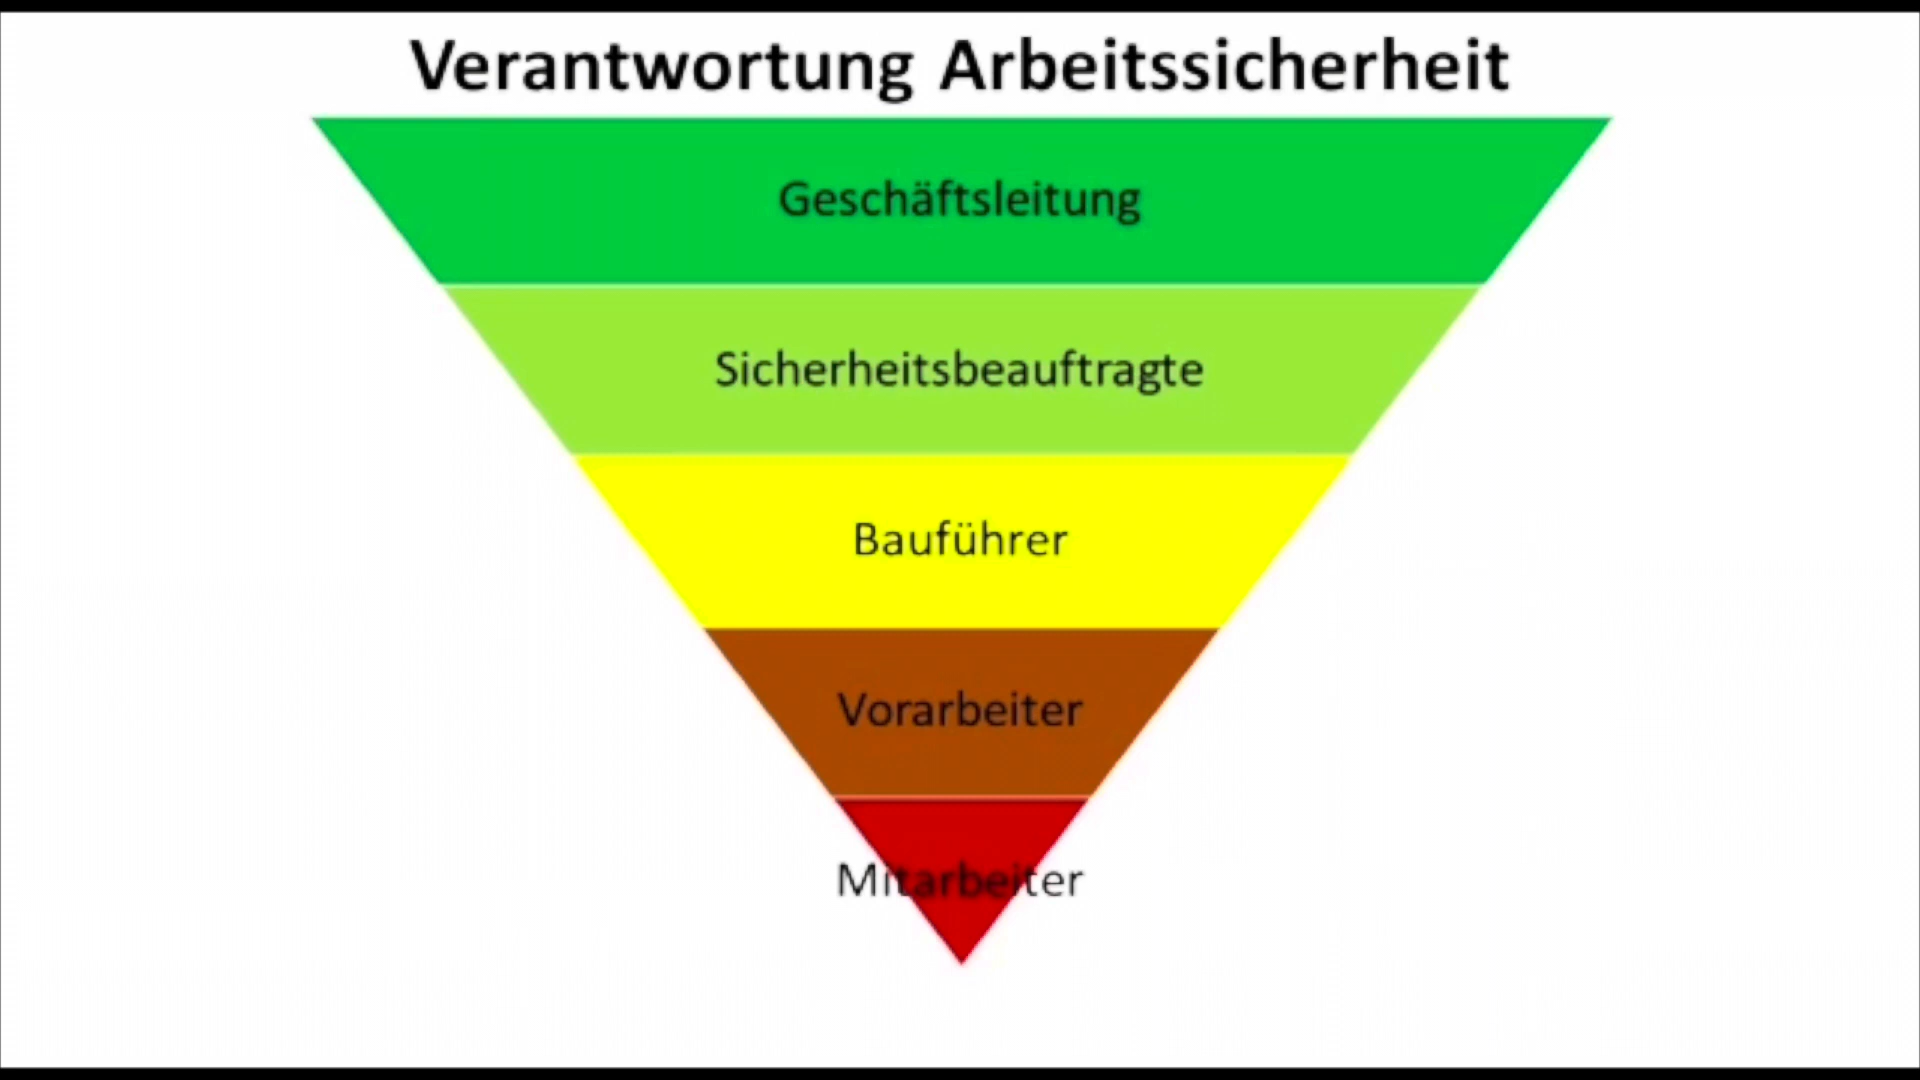 Verantwortung Arbeitssicherheit
Geschäftsleitung
Sicherheitsbeauftragte
Bauführer
Vorarbeiter
Mitarbeiter